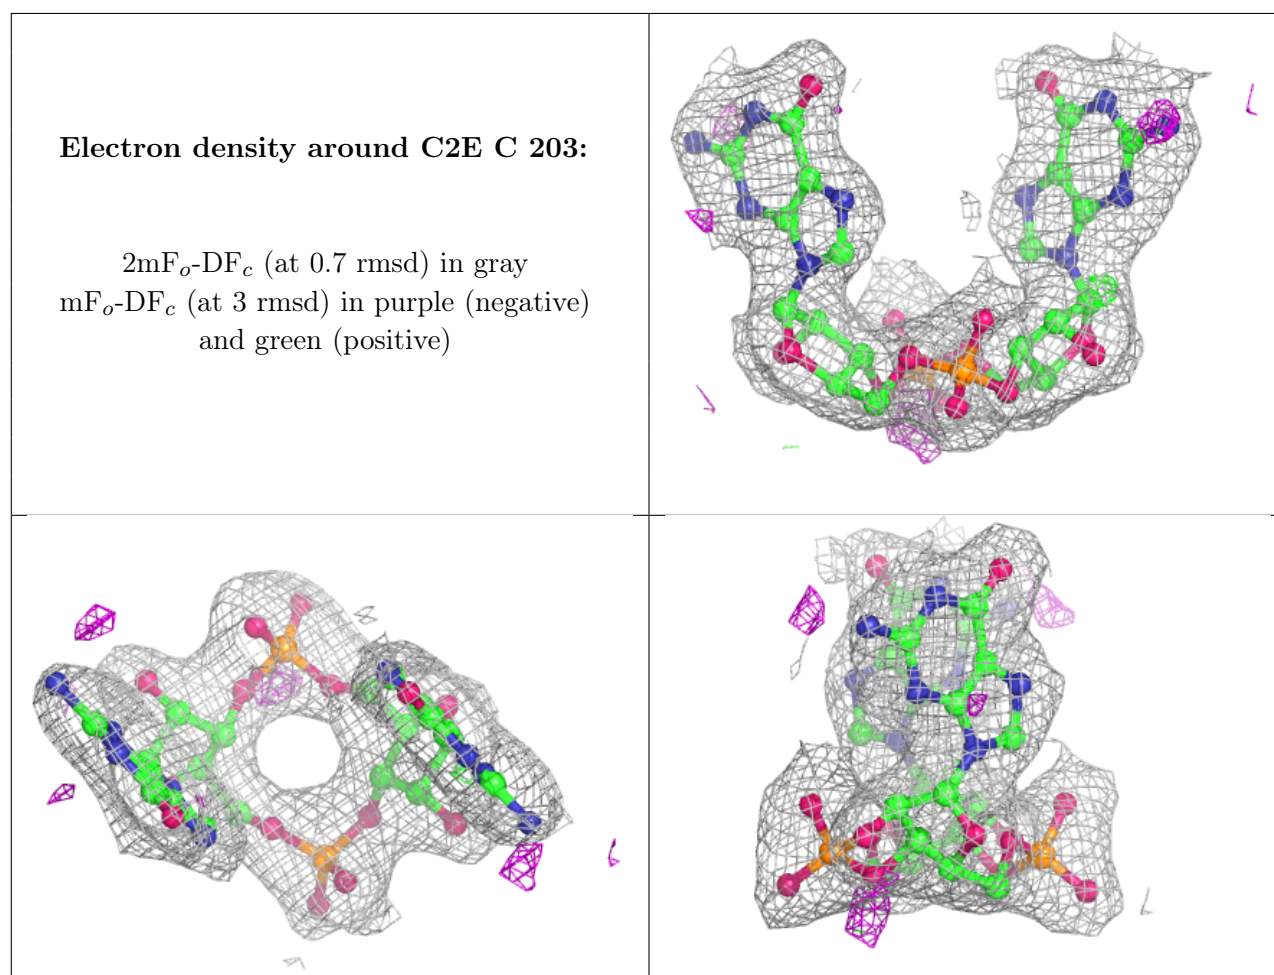 Electron density around C2E C 203:
2mFo-DFc (at 0.7 rmsd) in gray
mFo-DFc (at 3 rmsd) in purple (negative)
and green (positive)